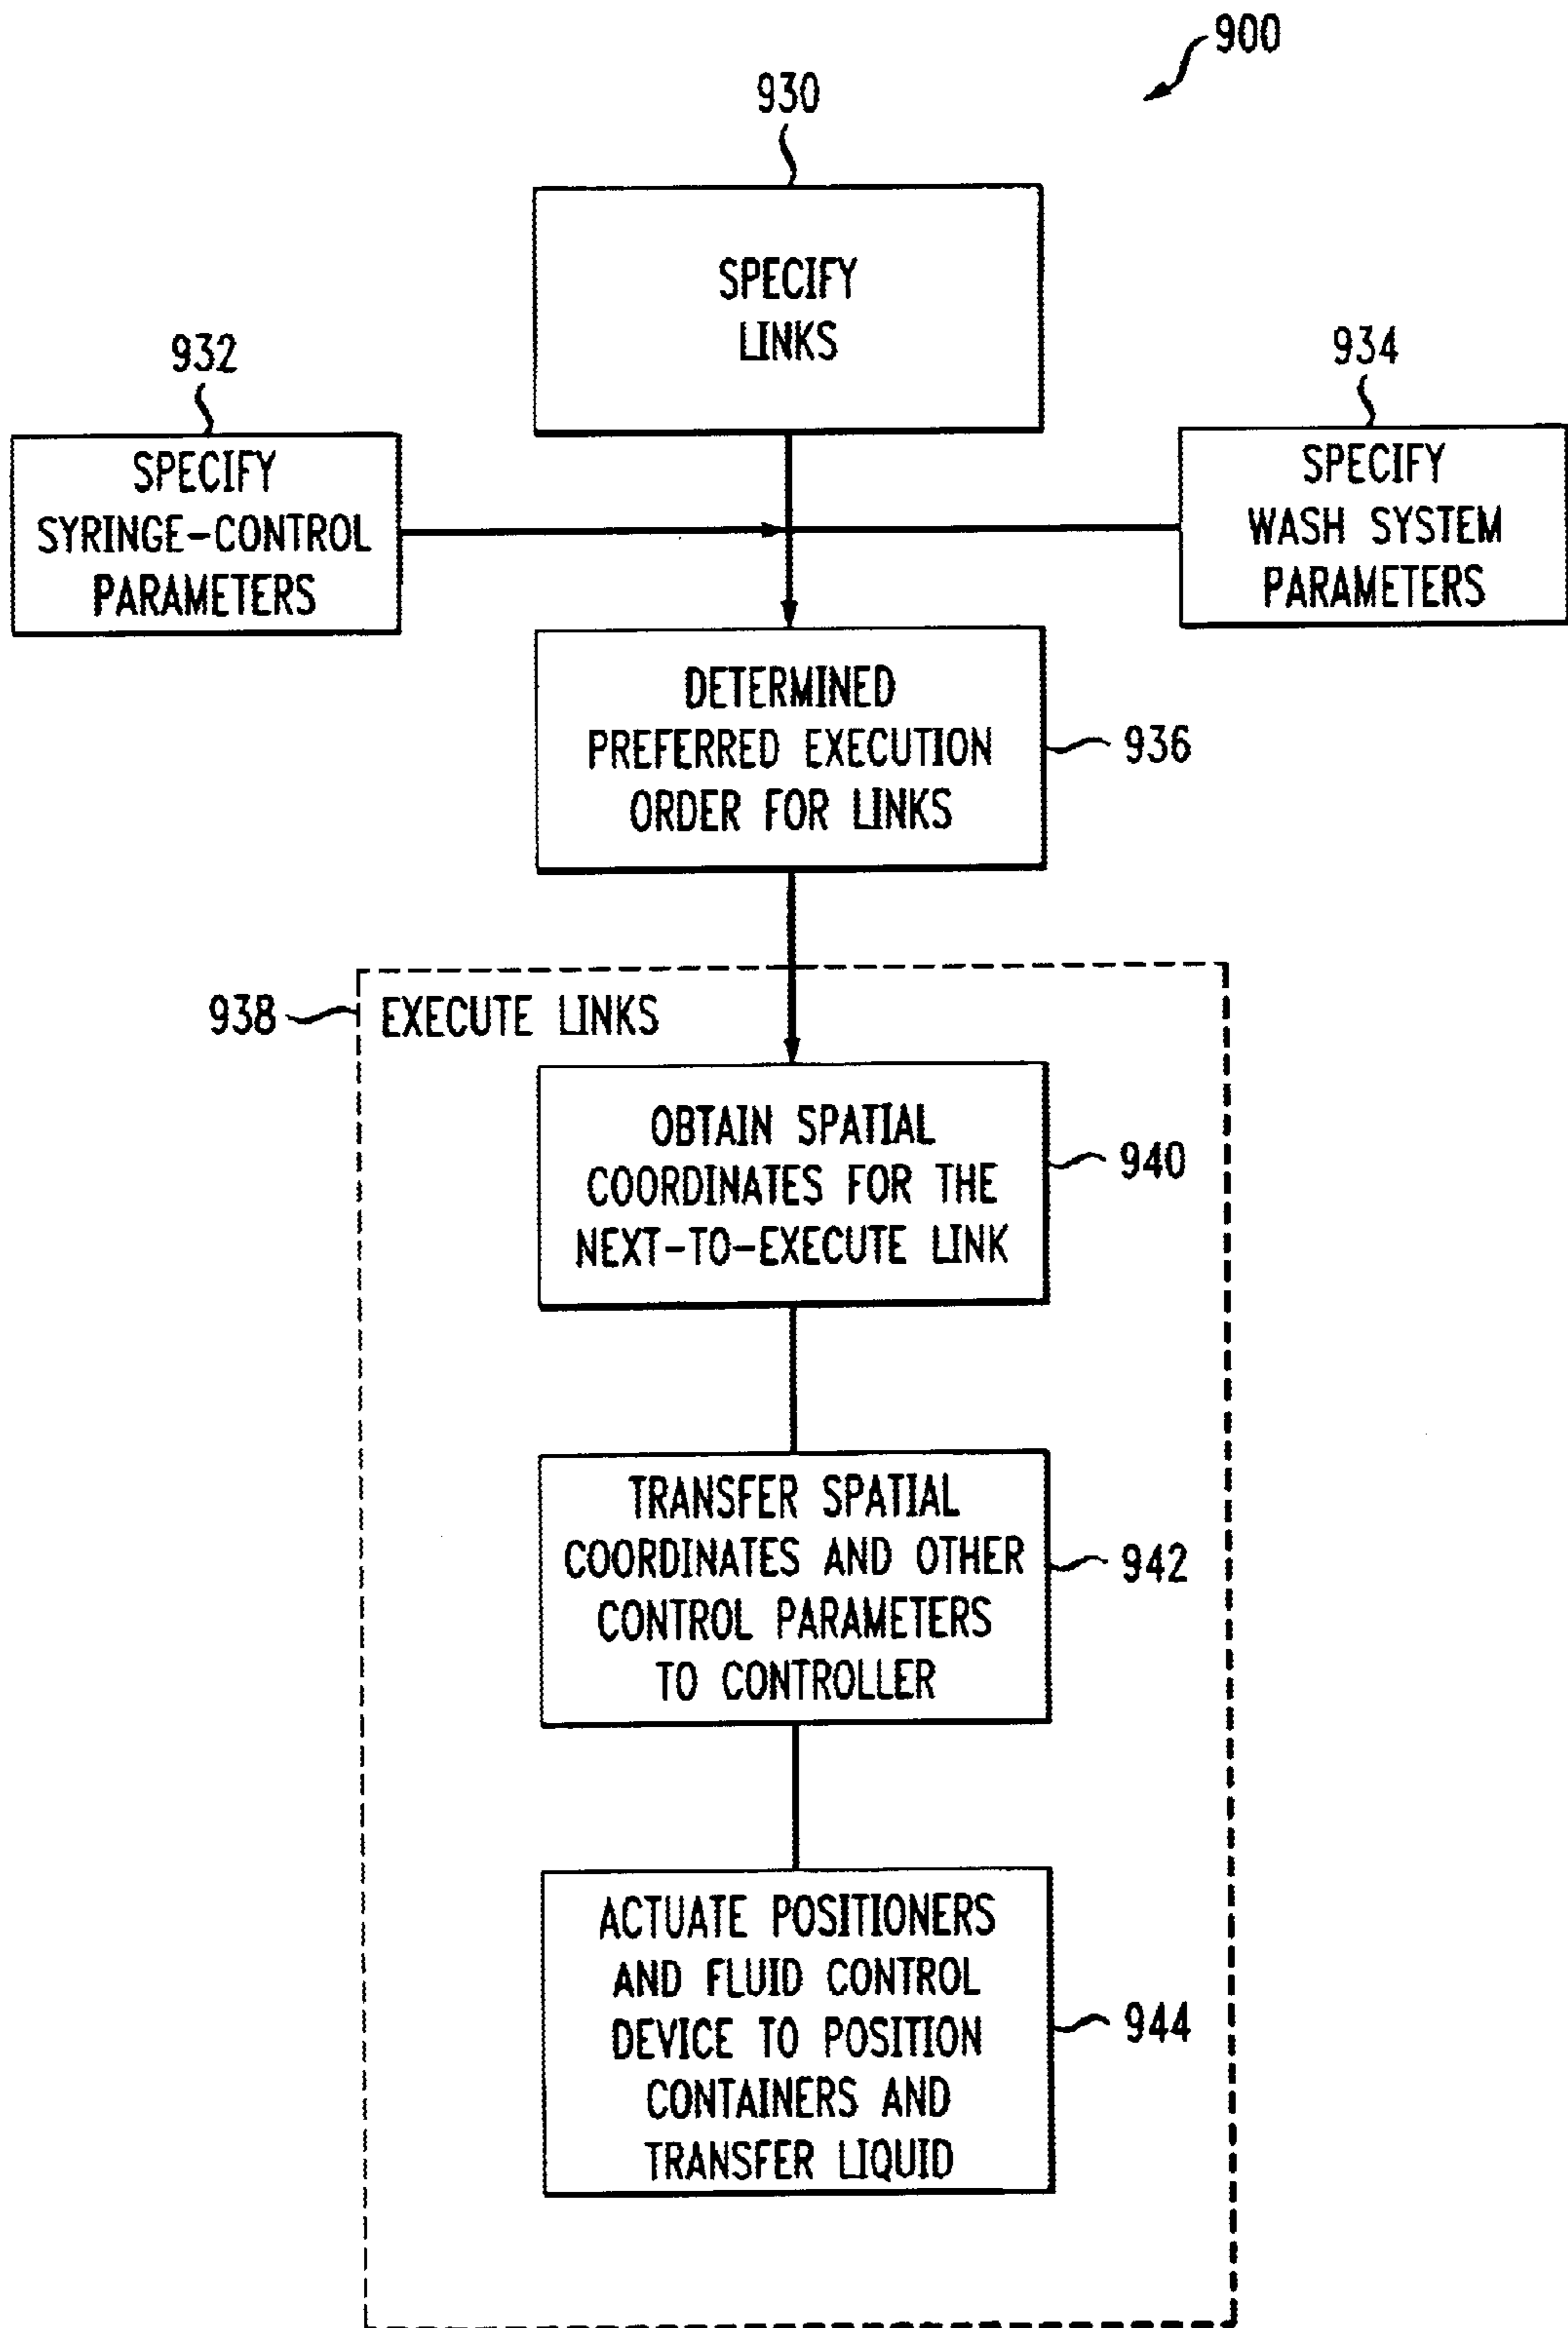 900
930
SPECIFY
LINKS
932
SPECIFY
SYRINGE-CONTROL
PARAMETERS
934
SPECIFY
WASH SYSTEM
PARAMETERS
DETERMINED
PREFERRED EXECUTION
ORDER FOR LINKS
936
938
EXECUTE LINKS
OBTAIN SPATIAL
COORDINATES FOR THE
NEXT-TO-EXECUTE LINK
940
TRANSFER SPATIAL
COORDINATES AND OTHER
CONTROL PARAMETERS
TO CONTROLLER
942
ACTUATE POSITIONERS
AND FLUID CONTROL
DEVICE TO POSITION
CONTAINERS AND
TRANSFER LIQUID
944